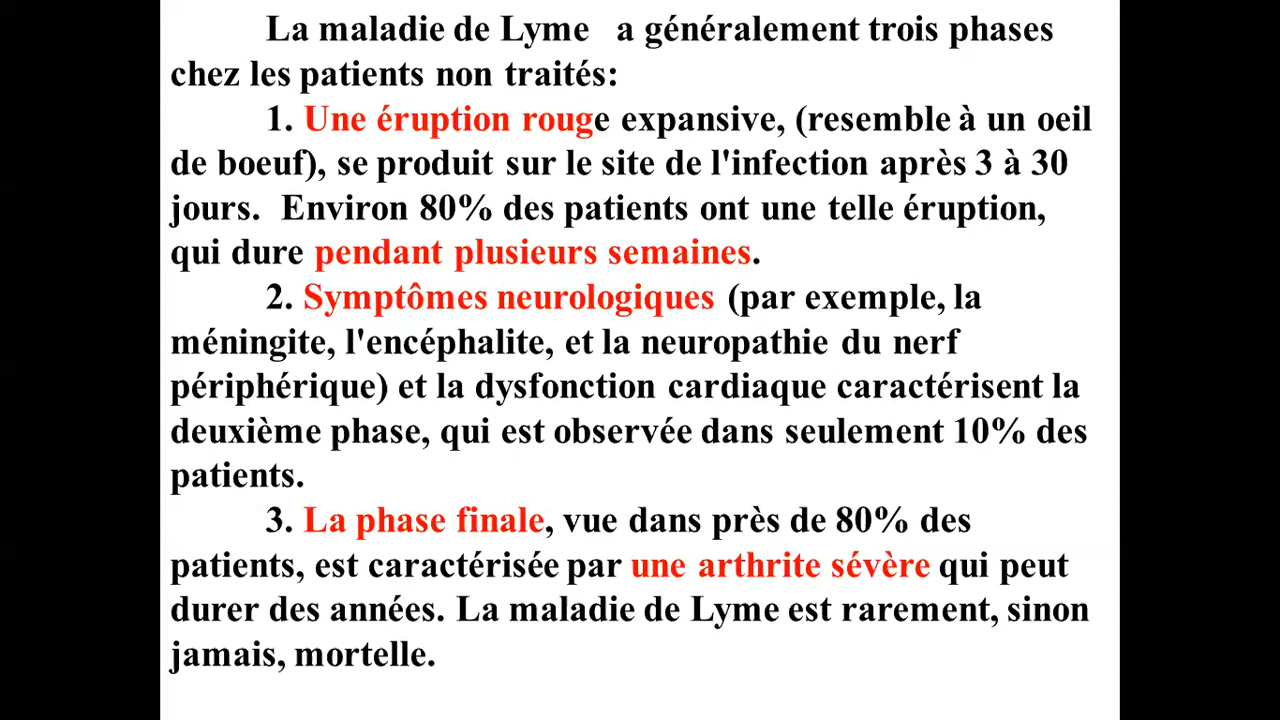 La maladie de Lyme a généralement trois phases
chez les patients non traités:
1. Une éruption rouge expansive, (resemble à un oeil
de boeuf), se produit sur le site de l'infection après 3 à 30
jours. Environ 80% des patients ont une telle éruption,
qui dure pendant plusieurs semaines.
2. Symptômes neurologiques (par exemple, la
méningite, l'encéphalite, et la neuropathie du nerf
périphérique) et la dysfonction cardiaque caractérisent la
deuxième phase, qui est observée dans seulement 10% des
patients.
3. La phase finale, vue dans près de 80% des
patients, est caractérisée par une arthrite sévère qui peut
durer des années. La maladie de Lyme est rarement, sinon
jamais, mortelle.